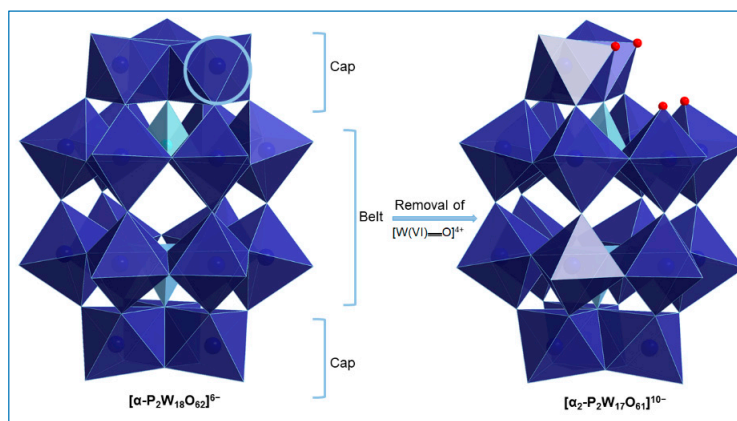 Cap
Belt
Removal of
[W(VI)═O]⁴⁺
Cap
[α-P₂W₁₈O₆₂]⁶⁻
[α₂-P₂W₁₇O₆₁]¹⁰⁻